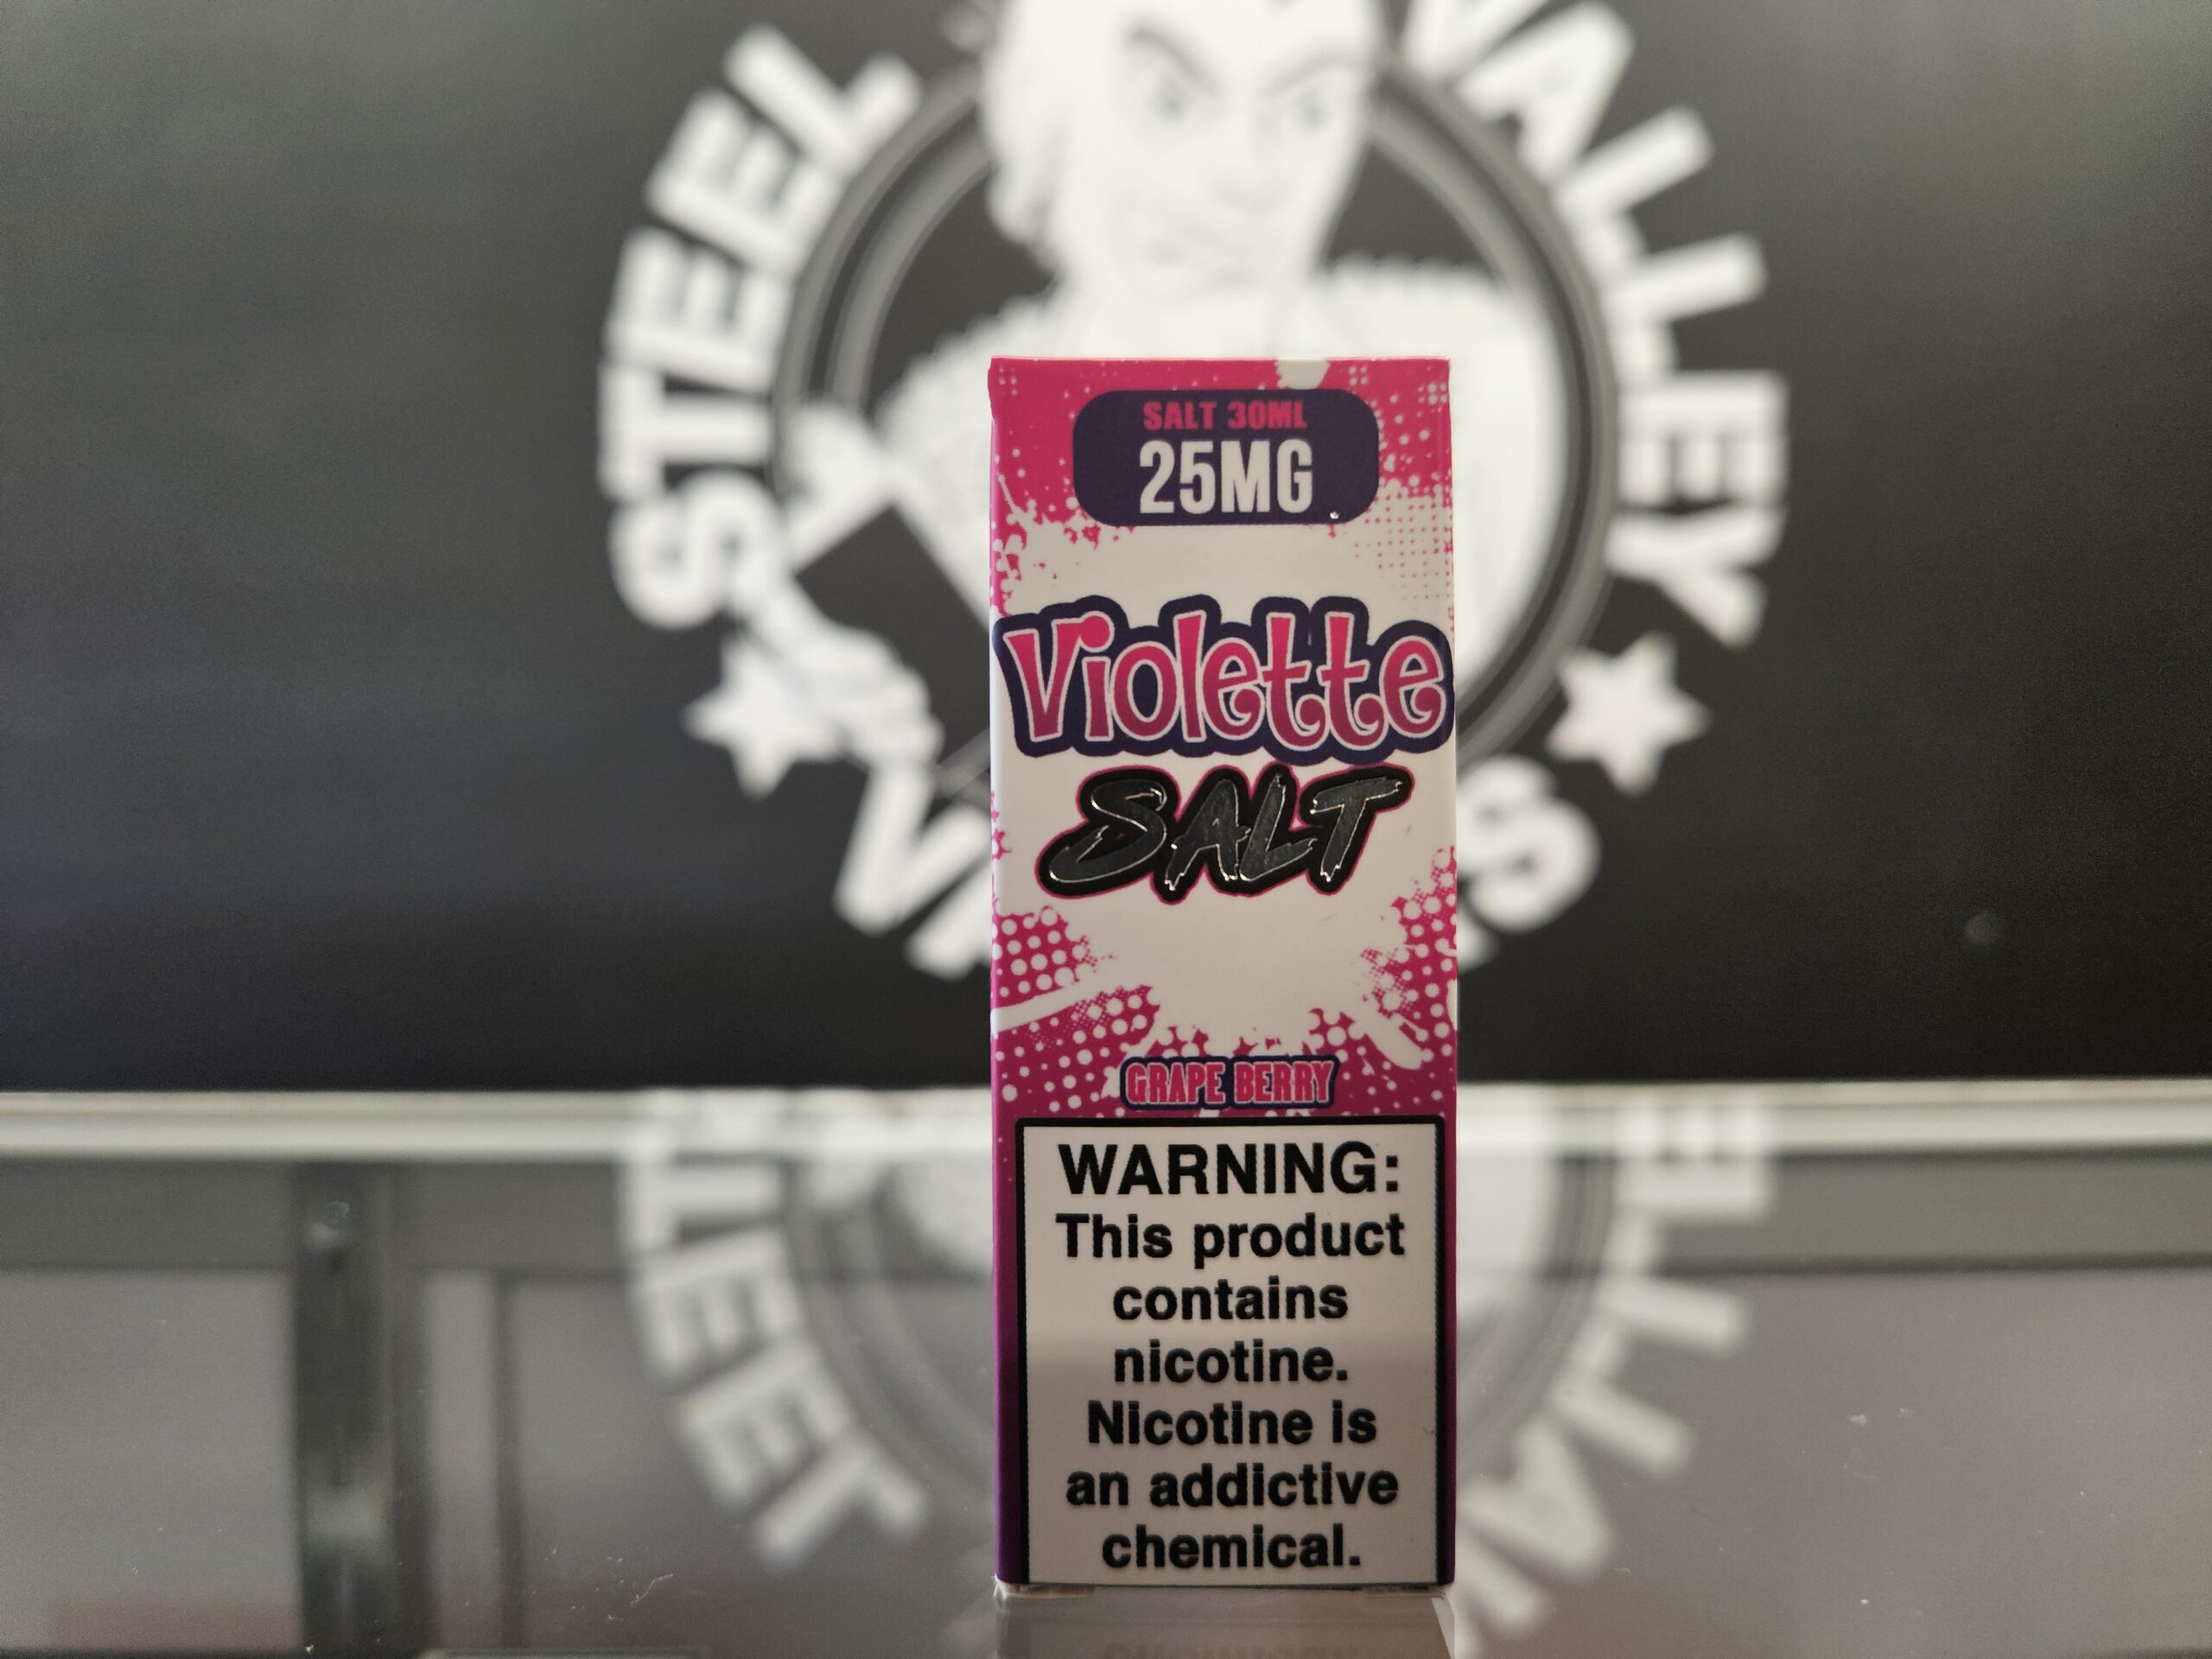 STEEL VALLEY
SALT 30ML
25MG
Violette
SALT
GRAPE BERRY
WARNING:
This product
contains
nicotine.
Nicotine is
an addictive
chemical.